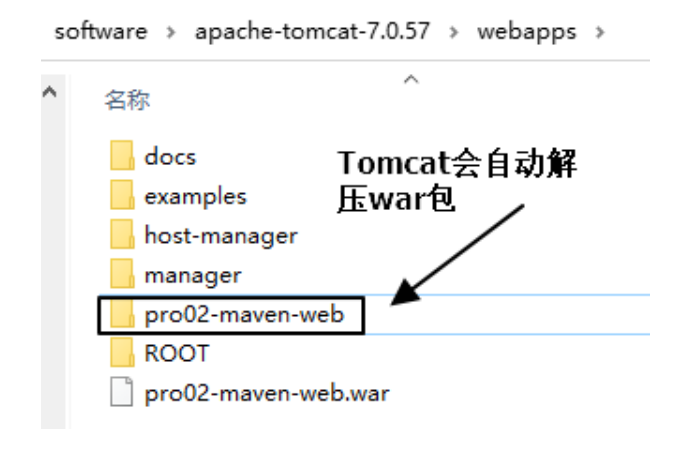 software > apache-tomcat-7.0.57 > webapps >
名称
docs
Tomcat会自动解
压war包
examples
host-manager
manager
pro02-maven-web
ROOT
pro02-maven-web.war